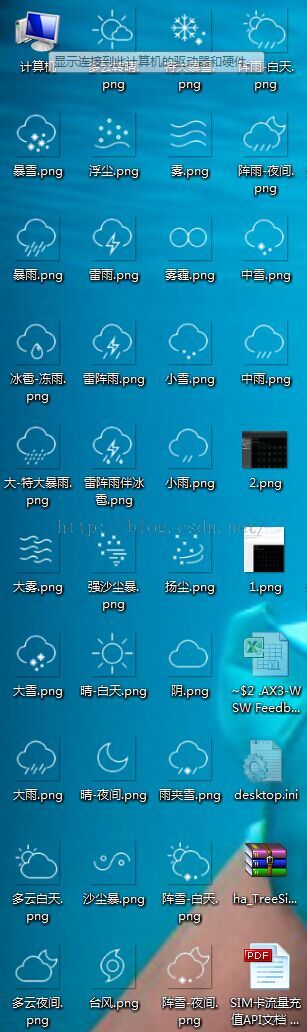 计算机
显示连接到此计算机的驱动器和硬件
png
png
阵雨-白天.
png
暴雪.png
浮尘.png
雾.png
阵雨-夜间.
png
暴雨.png
雷雨.png
雾霾.png
中雪.png
冰雹-冻雨.
png
雷阵雨.png
小雪.png
中雨.png
大-特大暴雨.
png
雷阵雨伴冰
雹.png
小雨.png
2.png
http://blog.csdn.net/
大雾.png
强沙尘暴.
png
扬尘.png
1.png
大雪.png
晴-白天.png
阴.png
~$2 .AX3-W
SW Feedb...
大雨.png
晴-夜间.png
雨夹雪.png
desktop.ini
多云白天.
png
沙尘暴.png
阵雪-白天.
png
ha_TreeSi...
多云夜间.
png
台风.png
阵雪-夜间.
png
PDF
SIM卡流量充
值API文档 ...